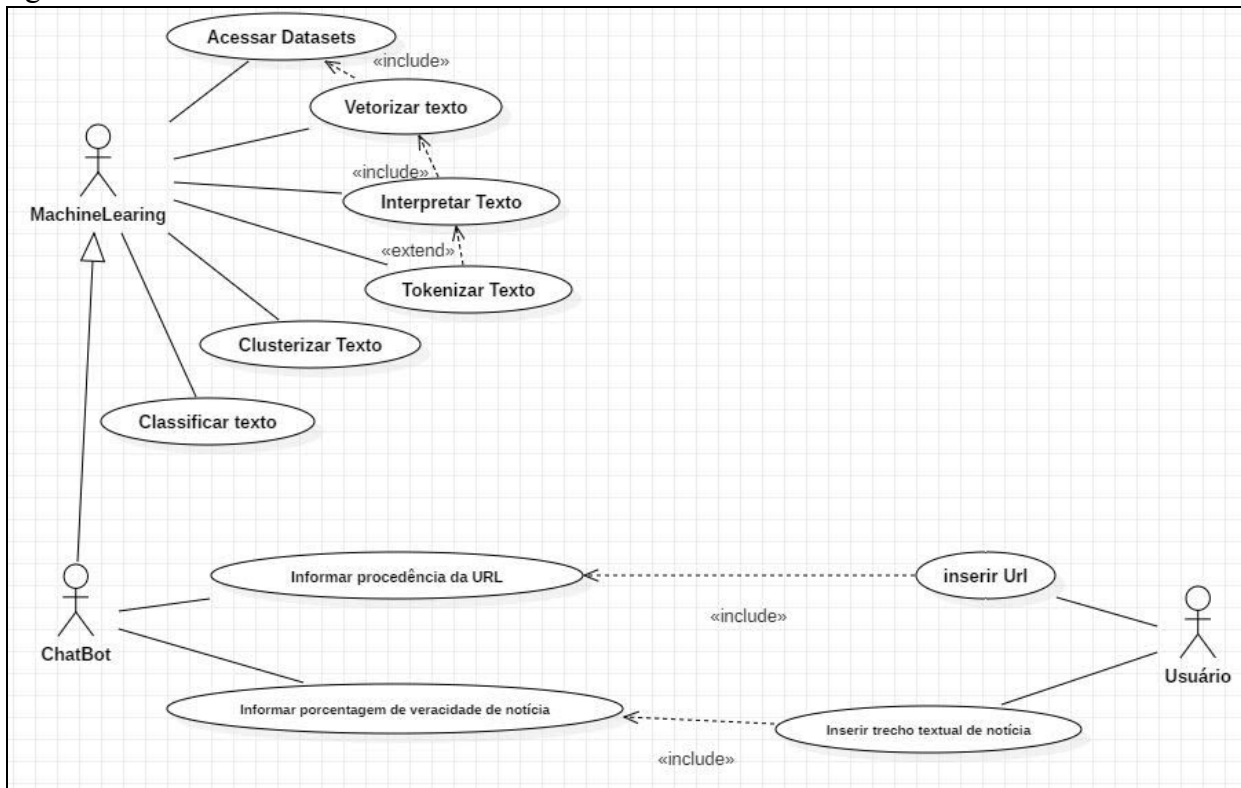 Acessar Datasets
«include»
Vetorizar texto
«include»
Interpretar Texto
MachineLearing
«extend»
Tokenizar Texto
Clusterizar Texto
Classificar texto
Informar procedência da URL
inserir Url
«include»
ChatBot
Usuário
Informar porcentagem de veracidade de notícia
Inserir trecho textual de notícia
«include»